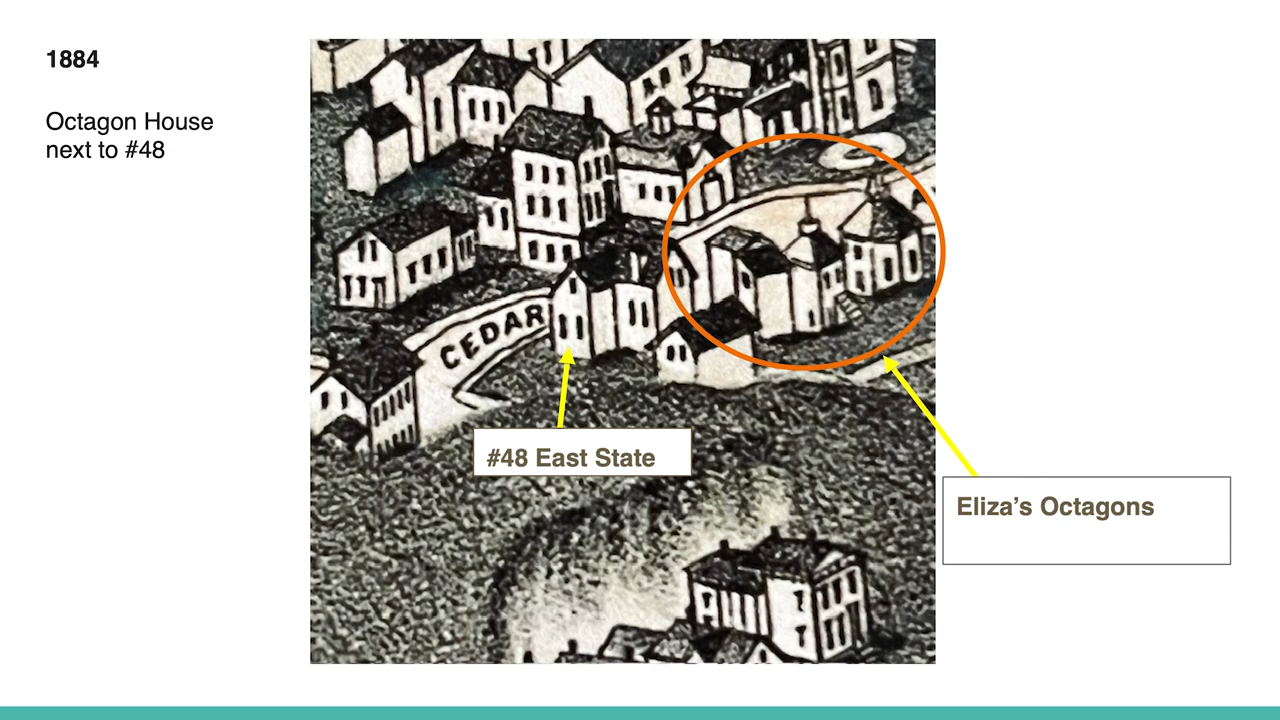 1884
Octagon House
next to #48
CEDAR
#48 East State
Eliza’s Octagons